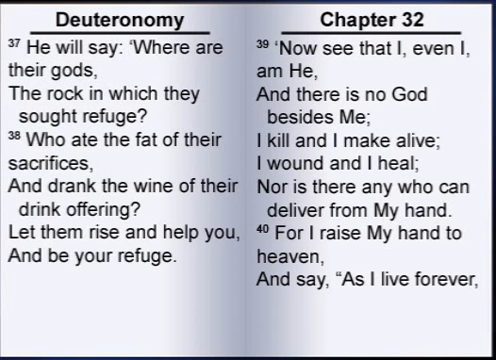 Deuteronomy
37 He will say: ‘Where are
their gods,
The rock in which they
sought refuge?
38 Who ate the fat of their
sacrifices,
And drank the wine of their
drink offering?
Let them rise and help you,
And be your refuge.
Chapter 32
39 ‘Now see that I, even I,
am He,
And there is no God
besides Me;
I kill and I make alive;
I wound and I heal;
Nor is there any who can
deliver from My hand.
40 For I raise My hand to
heaven,
And say, “As I live forever,